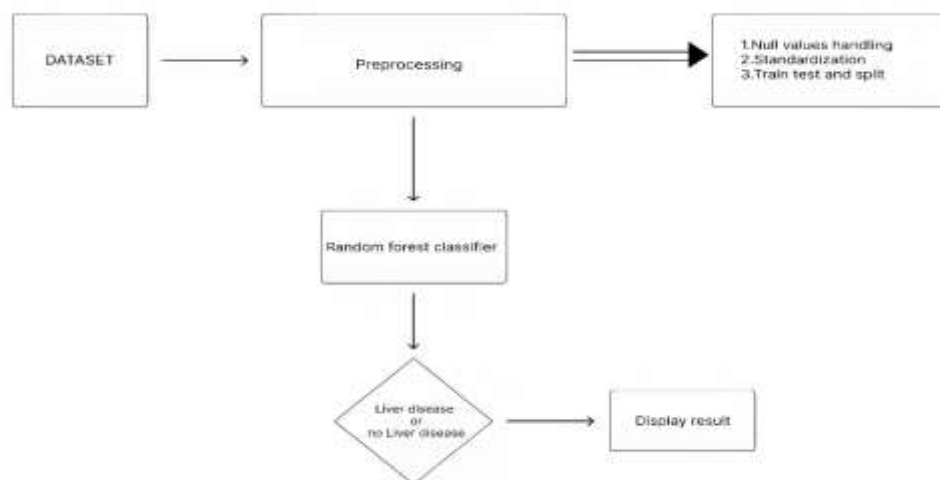 DATASET
Preprocessing
1.Null values handling
2.Standardization
3.Train test and split
Random forest classifier
Liver disease
or
no Liver disease
Display result